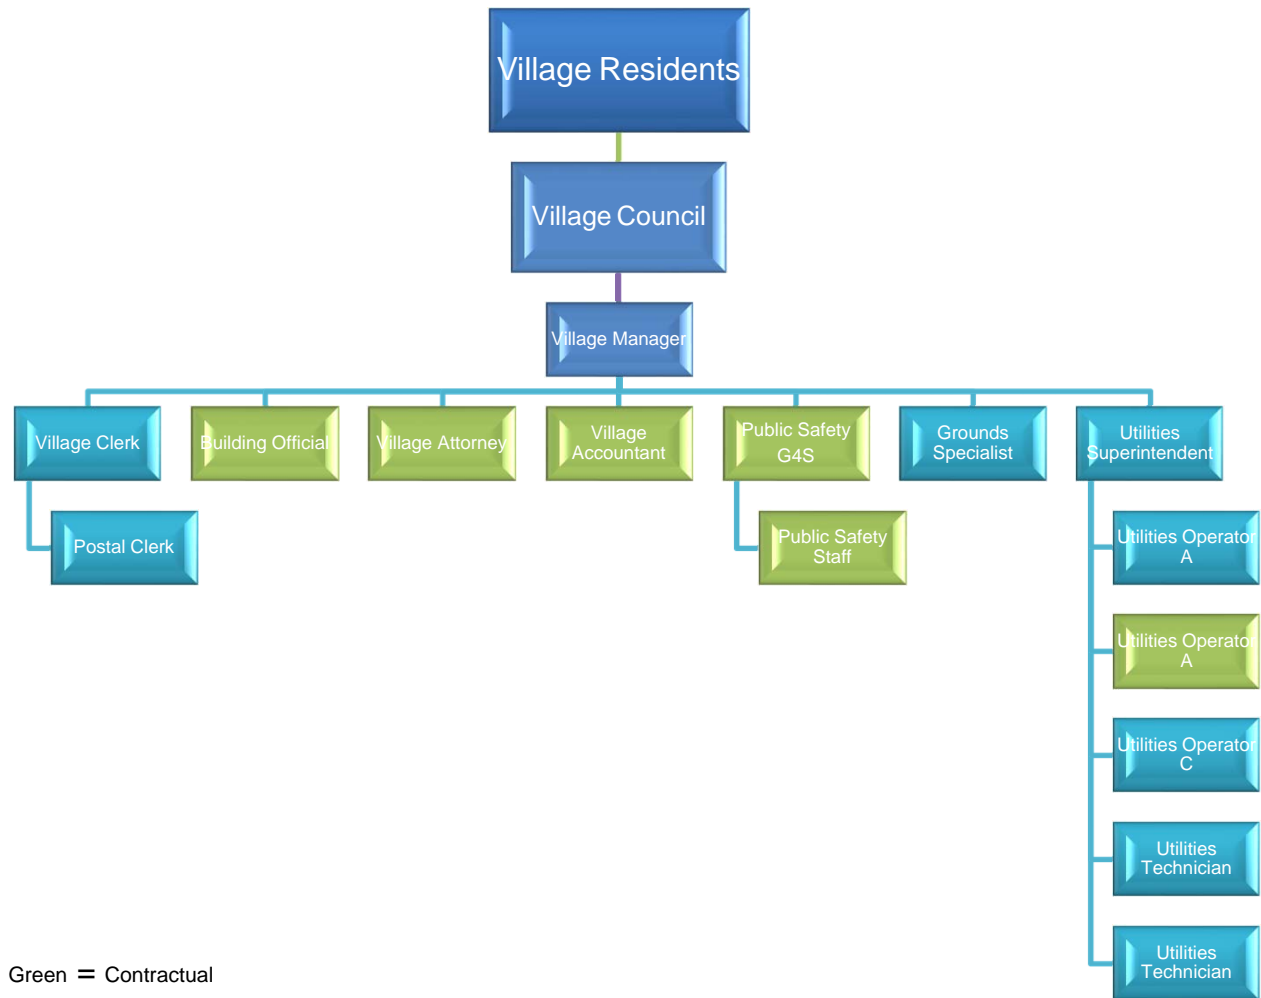 Village Residents
Village Council
Village Manager
Village Clerk
Building Official
Village Attorney
Village
Accountant
Public Safety
G4S
Grounds
Specialist
Utilities
Superintendent
Postal Clerk
Public Safety
Staff
Utilities Operator
A
Utilities Operator
A
Utilities Operator
C
Utilities
Technician
Utilities
Technician
Green = Contractual